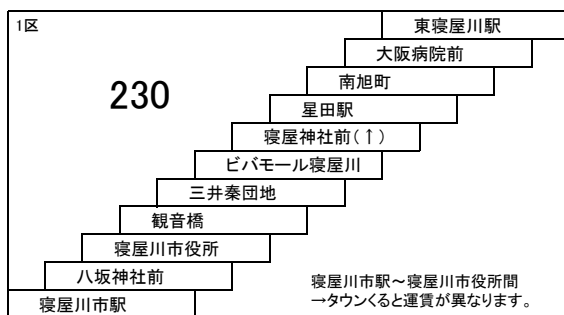 1区
東寝屋川駅
大阪病院前
230
南旭町
星田駅
寝屋神社前(↑)
ビバモール寝屋川
三井秦団地
観音橋
寝屋川市役所
八坂神社前
寝屋川市駅
寝屋川市駅～寝屋川市役所間
→タウンくると運賃が異なります。